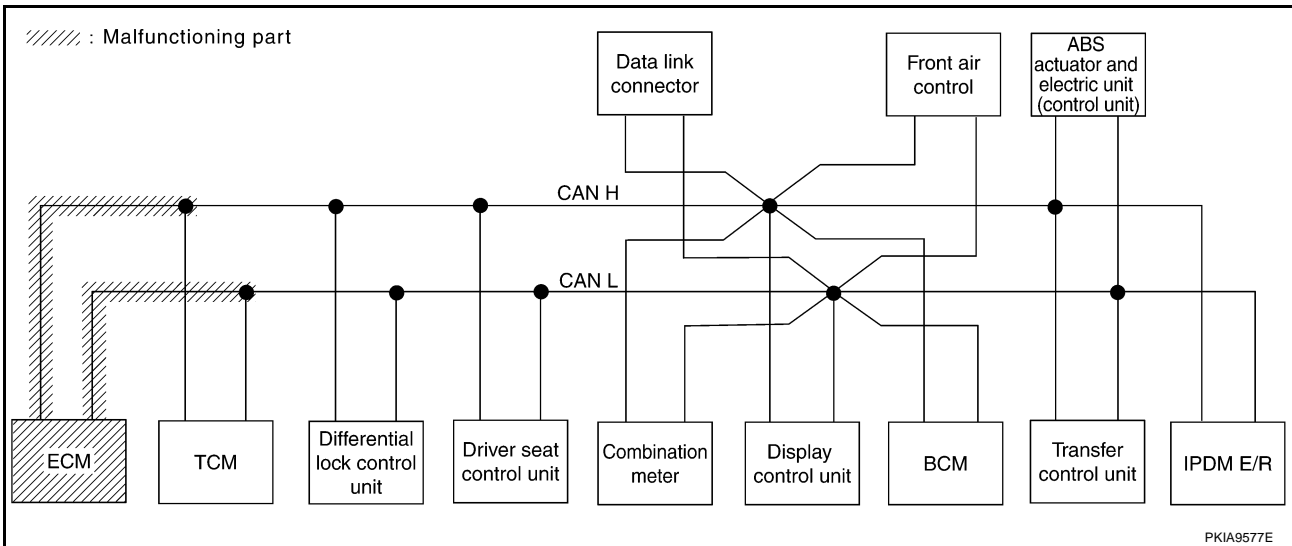 : Malfunctioning part
Data link
connector
Front air
control
ABS
actuator and
electric unit
(control unit)
CAN H
CAN L
ECM
TCM
Differential
lock control
unit
Driver seat
control unit
Combination
meter
Display
control unit
BCM
Transfer
control unit
IPDM E/R
PKIA9577E